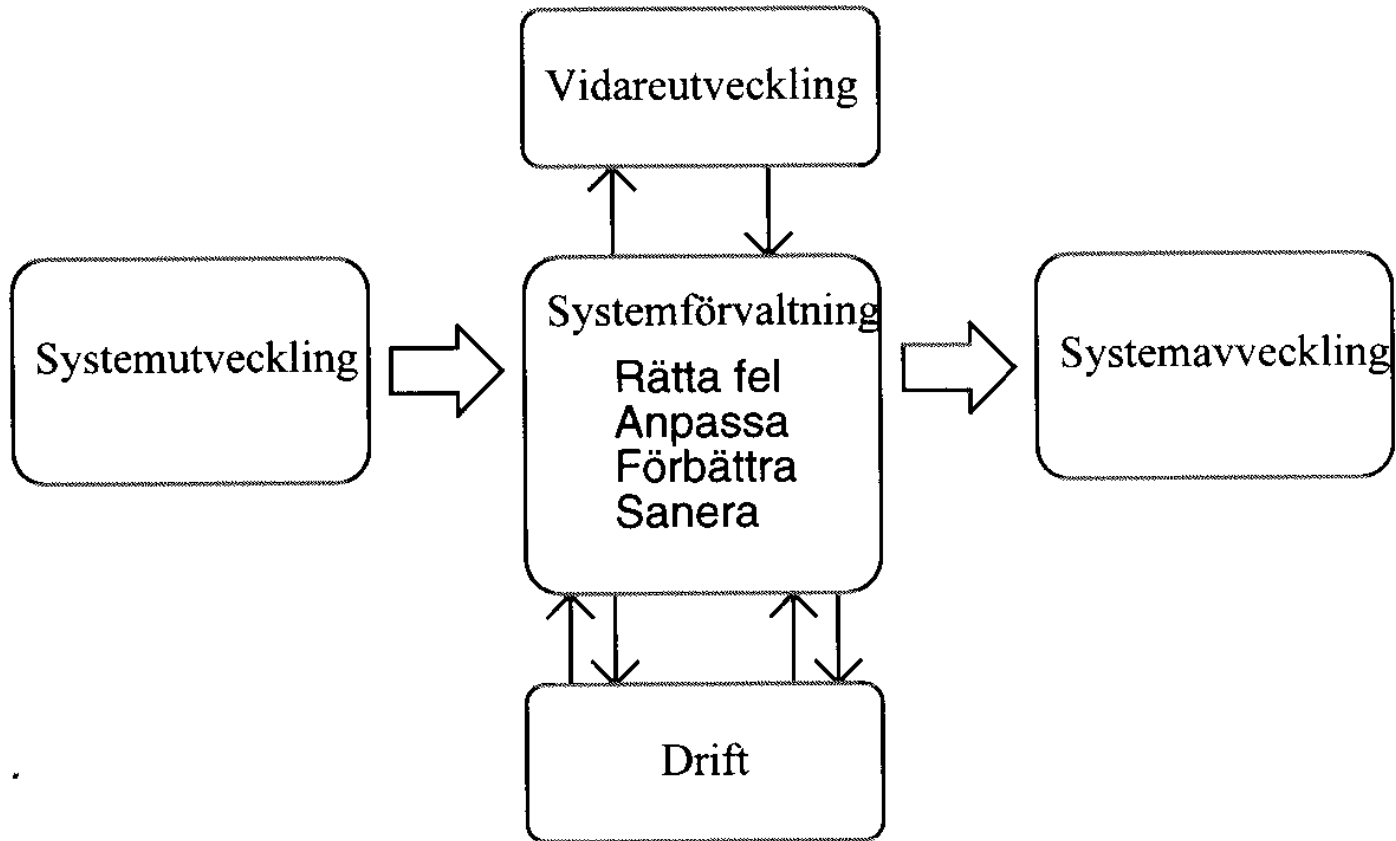 Vidareutveckling
Systemutveckling
Systemförvaltning
Rätta fel
Anpassa
Förbättra
Sanera
Systemavveckling
Drift